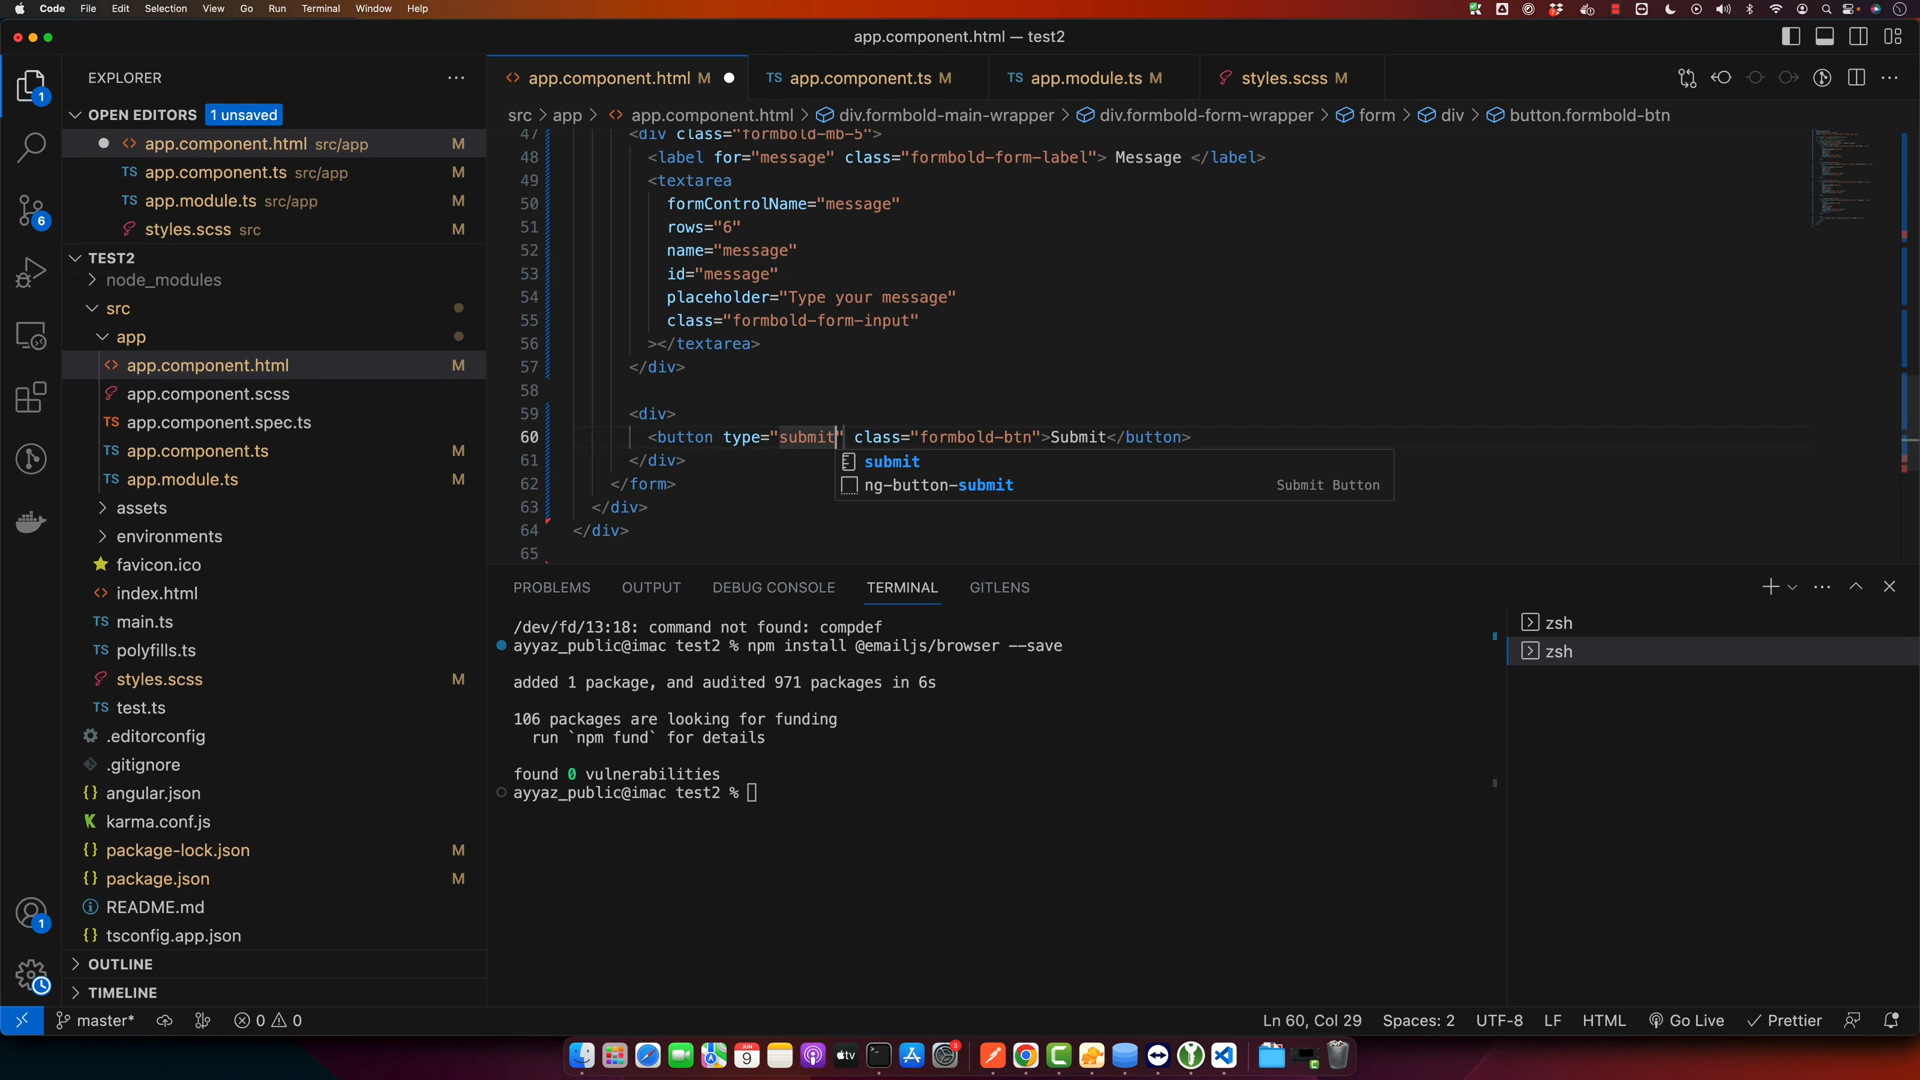 Code File Edit Selection View Go Run Terminal Window Help
app.component.html — test2
EXPLORER
OPEN EDITORS 1 unsaved
app.component.html src/app M
app.component.ts src/app M
app.module.ts src/app M
styles.scss src M
TEST2
node_modules
src
app
app.component.html M
app.component.scss
app.component.spec.ts
app.component.ts M
app.module.ts M
assets
environments
favicon.ico
index.html
main.ts
polyfills.ts
styles.scss M
test.ts
.editorconfig
.gitignore
angular.json
karma.conf.js
package-lock.json M
package.json M
README.md
tsconfig.app.json
OUTLINE
TIMELINE
app.component.html M
TS app.component.ts M
TS app.module.ts M
styles.scss M
src > app > app.component.html > div.formbold-main-wrapper > div.formbold-form-wrapper > form > div > button.formbold-btn
47 <div class="formbold-mb-5">
48 <label for="message" class="formbold-form-label"> Message </label>
49 <textarea
50 formControlName="message"
51 rows="6"
52 name="message"
53 id="message"
54 placeholder="Type your message"
55 class="formbold-form-input"
56 ></textarea>
57 </div>
58
59 <div>
60 <button type="submit" class="formbold-btn">Submit</button>
61 </div>
62 </form>
63 </div>
64 </div>
65
submit
ng-button-submit Submit Button
PROBLEMS OUTPUT DEBUG CONSOLE TERMINAL GITLENS
/dev/fd/13:18: command not found: compdef
ayyaz_public@imac test2 % npm install @emailjs/browser --save
added 1 package, and audited 971 packages in 6s
106 packages are looking for funding
run `npm fund` for details
found 0 vulnerabilities
ayyaz_public@imac test2 %
zsh
zsh
master* 0 0
Ln 60, Col 29 Spaces: 2 UTF-8 LF HTML Go Live Prettier